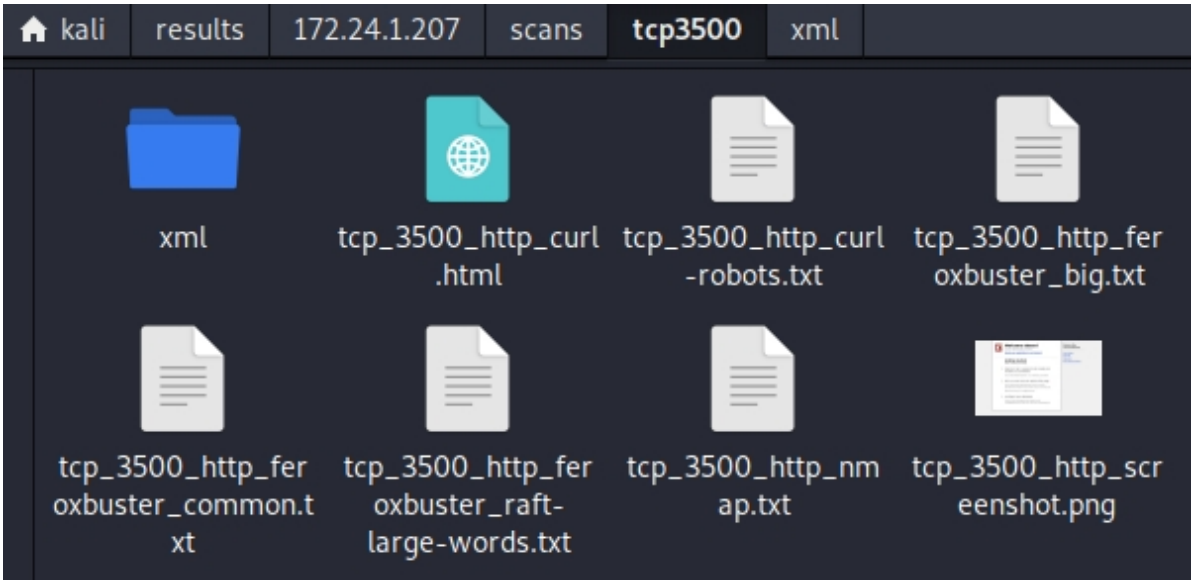 kali results 172.24.1.207 scans tcp3500 xml
xml
tcp_3500_http_curl
.html
tcp_3500_http_curl
-robots.txt
tcp_3500_http_fer
oxbuster_big.txt
tcp_3500_http_fer
oxbuster_common.t
xt
tcp_3500_http_fer
oxbuster_raft-
large-words.txt
tcp_3500_http_nm
ap.txt
tcp_3500_http_scr
eenshot.png